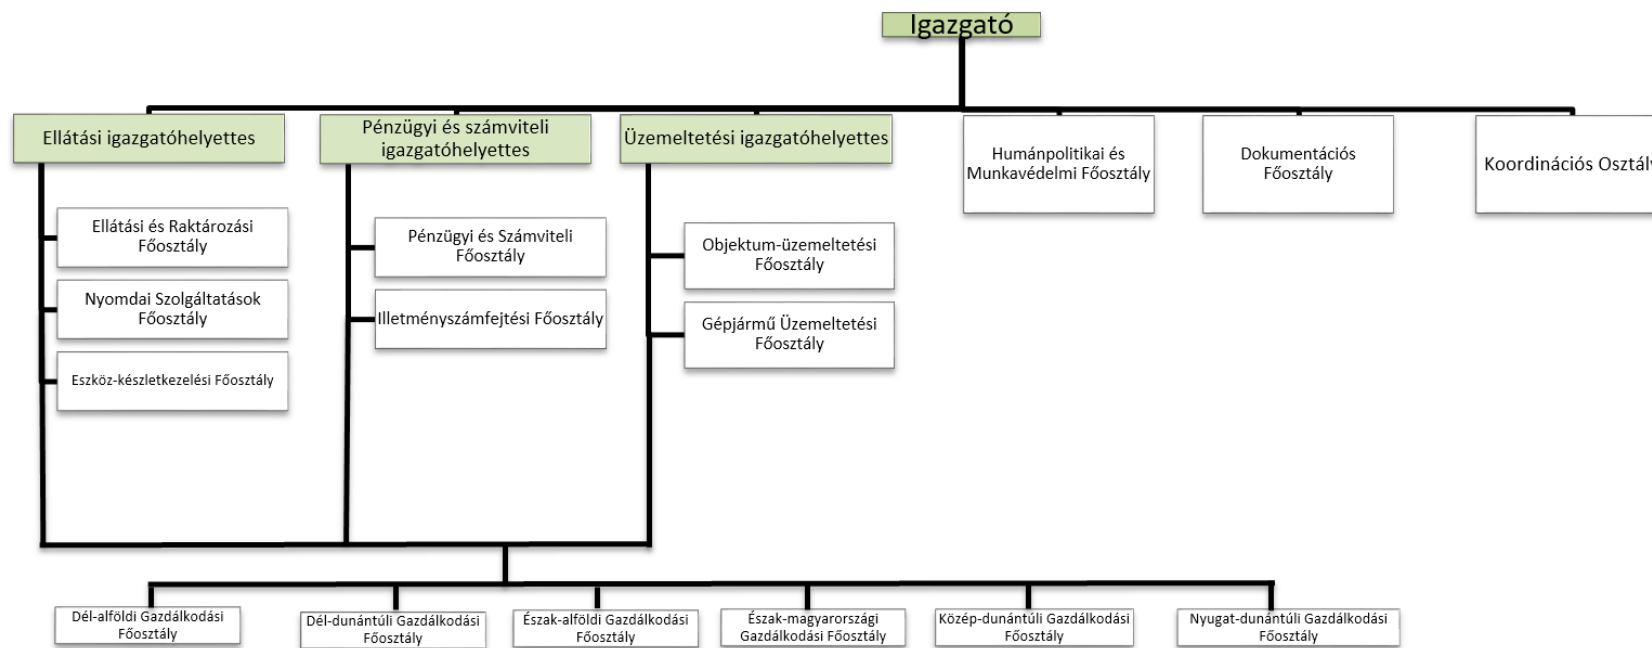 Igazgató
Ellátási igazgatóhelyettes
Pénzügyi és számviteli
igazgatóhelyettes
Üzemeltetési igazgatóhelyettes
Humánpolitikai és
Munkavédelmi Főosztály
Dokumentációs
Főosztály
Koordinációs Osztály
Ellátási és Raktározási
Főosztály
Nyomdai Szolgáltatások
Főosztály
Eszköz-készletkezelési Főosztály
Pénzügyi és Számviteli
Főosztály
Illetményszámfejtési Főosztály
Objektum-üzemeltetési
Főosztály
Gépjármű Üzemeltetési
Főosztály
Dél-alföldi Gazdálkodási
Főosztály
Dél-dunántúli Gazdálkodási
Főosztály
Észak-alföldi Gazdálkodási
Főosztály
Észak-magyarországi
Gazdálkodási Főosztály
Közép-dunántúli Gazdálkodási
Főosztály
Nyugat-dunántúli Gazdálkodási
Főosztály